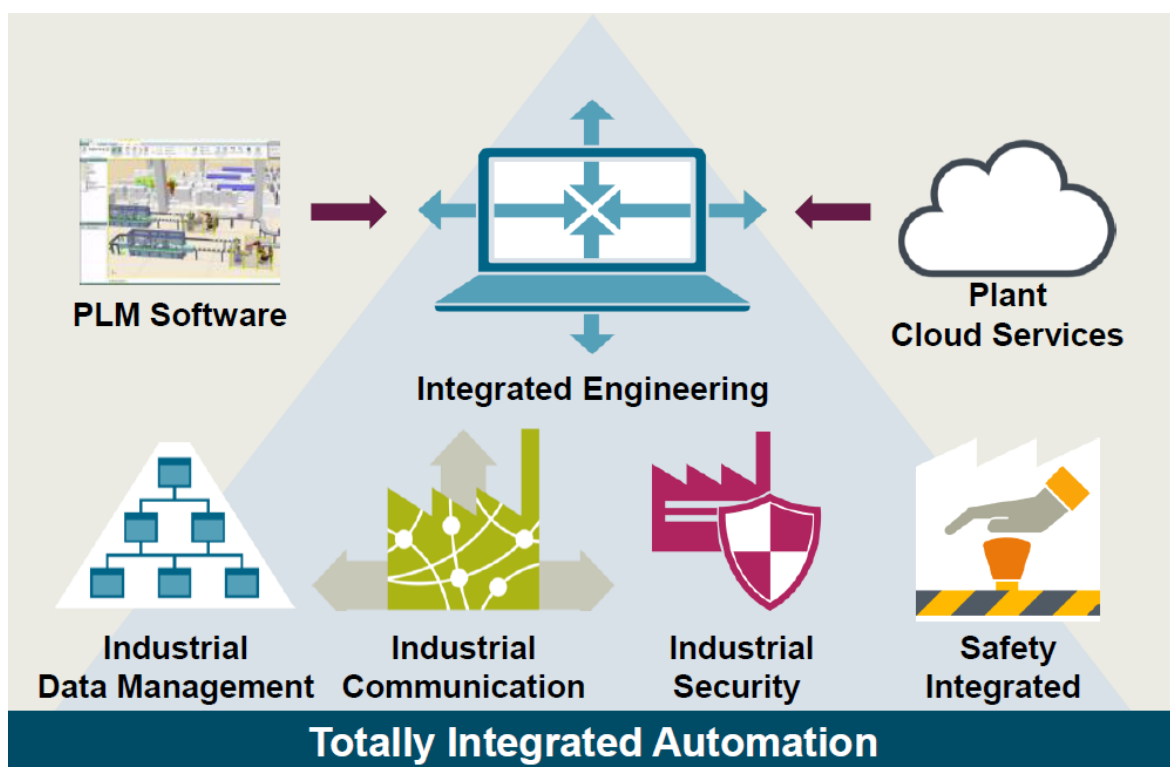 PLM Software
Plant
Cloud Services
Integrated Engineering
Industrial
Data Management
Industrial
Communication
Industrial
Security
Safety
Integrated
Totally Integrated Automation